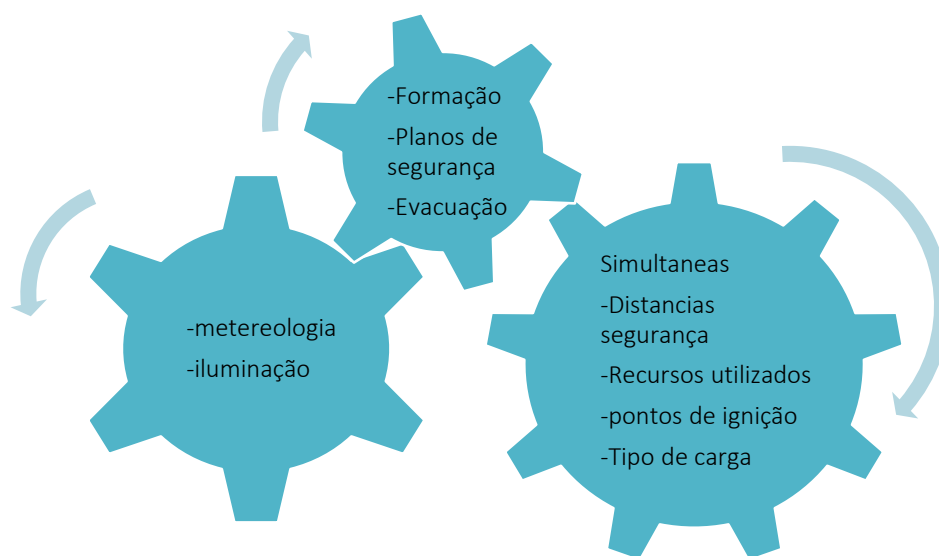 -Formação
-Planos de
segurança
-Evacuação
-metereologia
-iluminação
Simultaneas
-Distancias
segurança
-Recursos utilizados
-pontos de ignição
-Tipo de carga